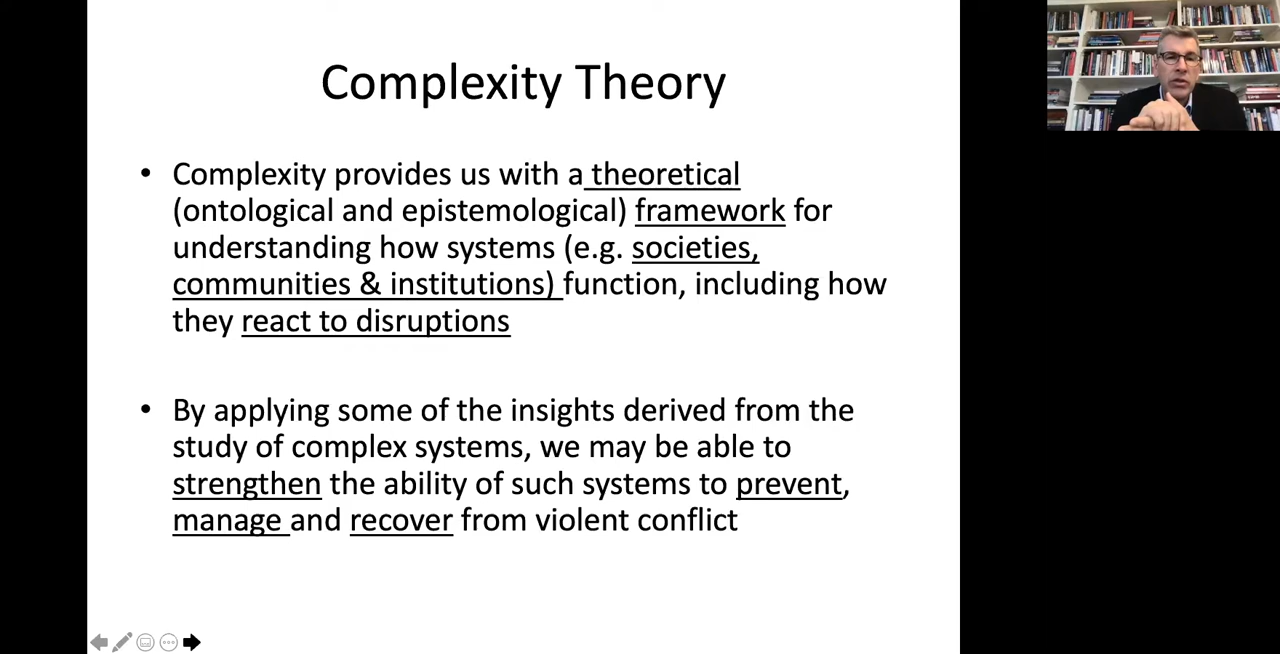 Complexity Theory
• Complexity provides us with a theoretical
(ontological and epistemological) framework for
understanding how systems (e.g. societies,
communities & institutions) function, including how
they react to disruptions
• By applying some of the insights derived from the
study of complex systems, we may be able to
strengthen the ability of such systems to prevent,
manage and recover from violent conflict